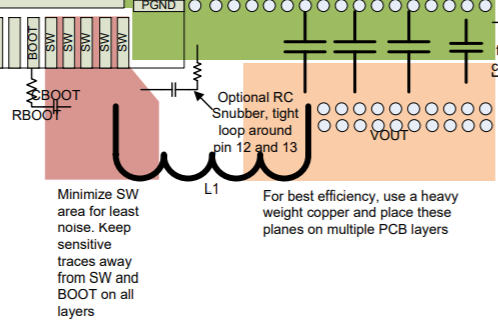 PGND
BOOT
SW
SW
SW
SW
SW
CBOOT
RBOOT
Optional RC
Snubber, tight
loop around
pin 12 and 13
VOUT
L1
Minimize SW
area for least
noise. Keep
sensitive
traces away
from SW and
BOOT on all
layers
For best efficiency, use a heavy
weight copper and place these
planes on multiple PCB layers